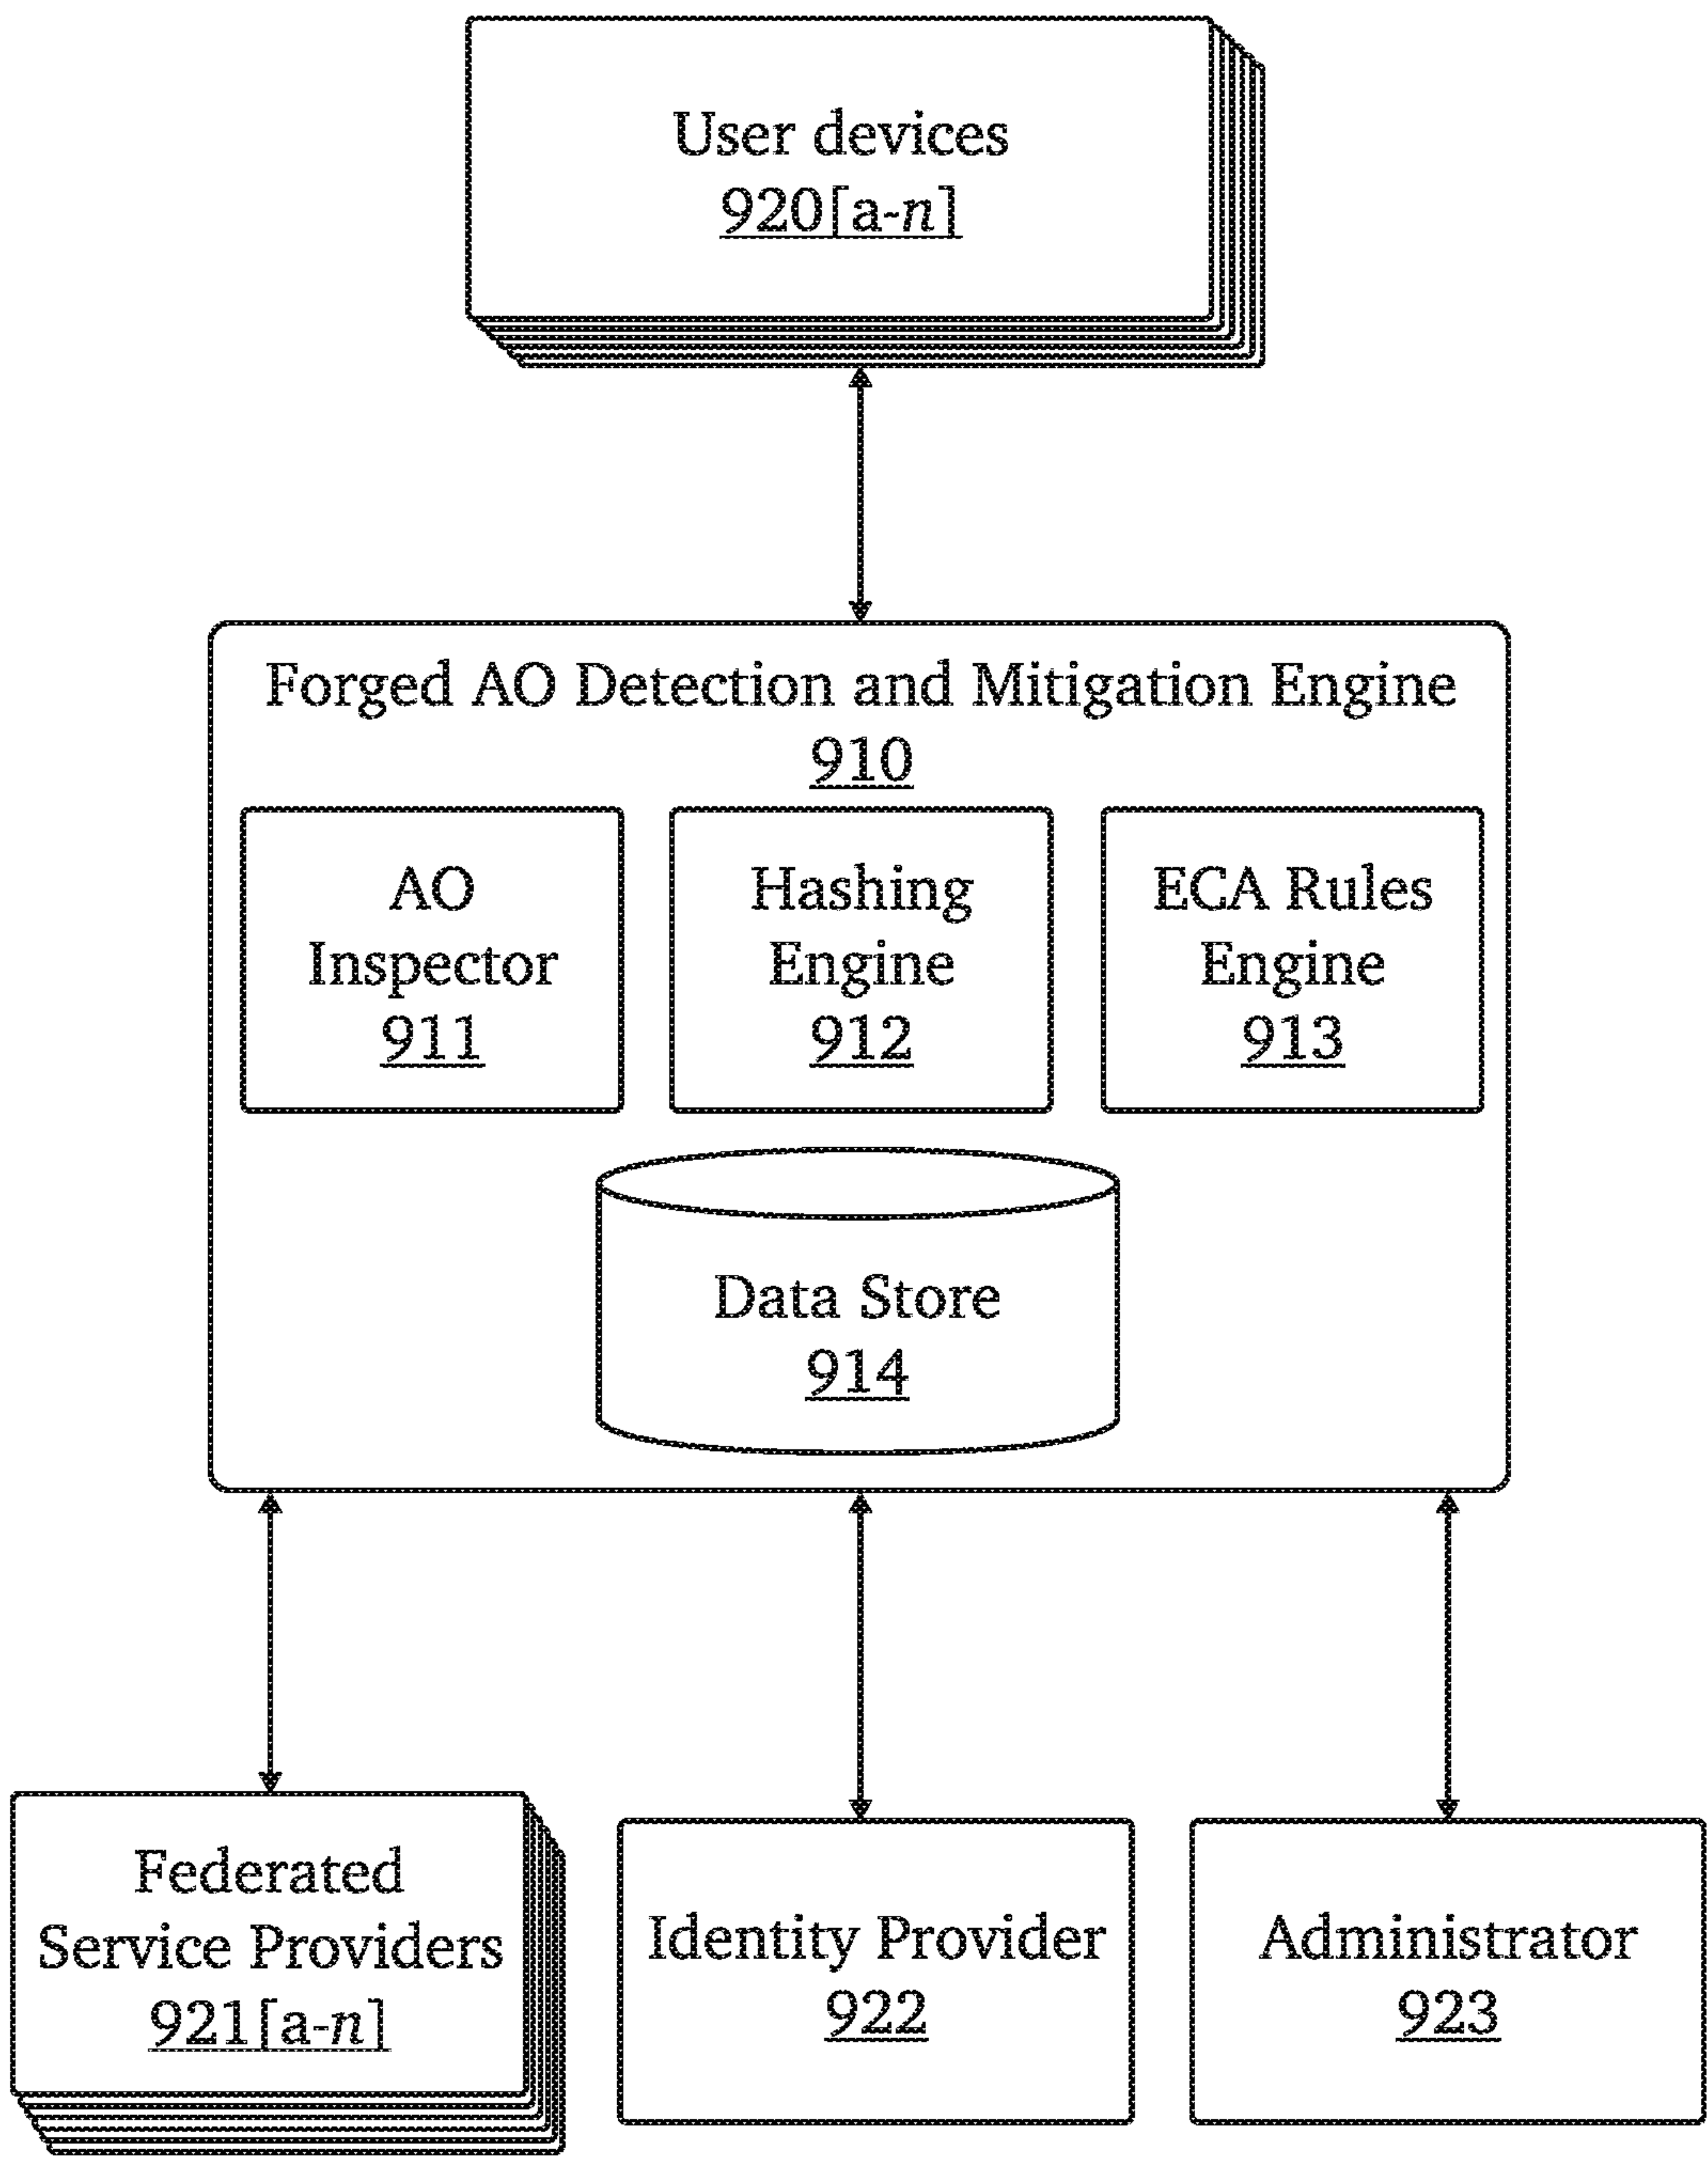 User devices
920[a-n]
Forged AO Detection and Mitigation Engine
910
AO
Inspector
911
Hashing
Engine
912
ECA Rules
Engine
913
Data Store
914
Federated
Service Providers
921[a-n]
Identity Provider
922
Administrator
923